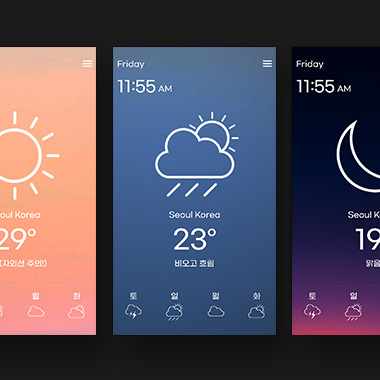 oul Korea
29°
(자외선 주의!)
월 화
Friday
11:55 AM
Seoul Korea
23°
비오고 흐림
토 일 월 화
Friday
11:55 AM
Seoul K
19
맑음
토 일